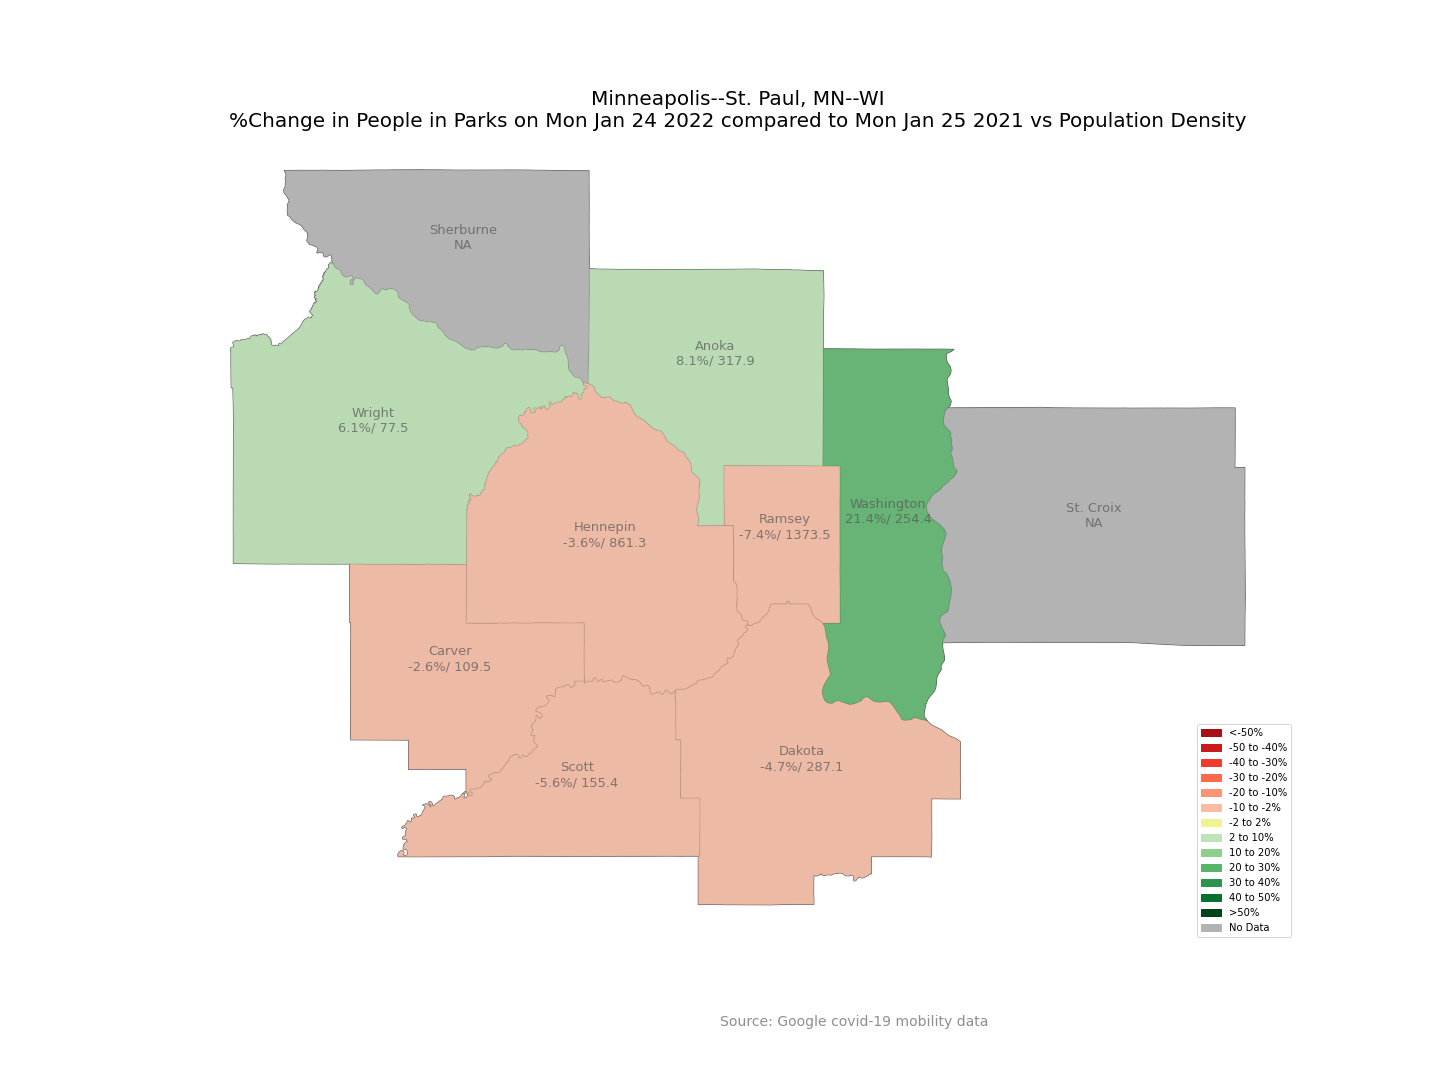 Minneapolis--St. Paul, MN--WI
%Change in People in Parks on Mon Jan 24 2022 compared to Mon Jan 25 2021 vs Population Density
Sherburne
NA
Anoka
8.1%/ 317.9
Wright
6.1%/ 77.5
Washington
21.4%/ 254.4
St. Croix
NA
Ramsey
-7.4%/ 1373.5
Hennepin
-3.6%/ 861.3
Carver
-2.6%/ 109.5
Dakota
-4.7%/ 287.1
Scott
-5.6%/ 155.4
<-50%
-50 to -40%
-40 to -30%
-30 to -20%
-20 to -10%
-10 to -2%
-2 to 2%
2 to 10%
10 to 20%
20 to 30%
30 to 40%
40 to 50%
>50%
No Data
Source: Google covid-19 mobility data